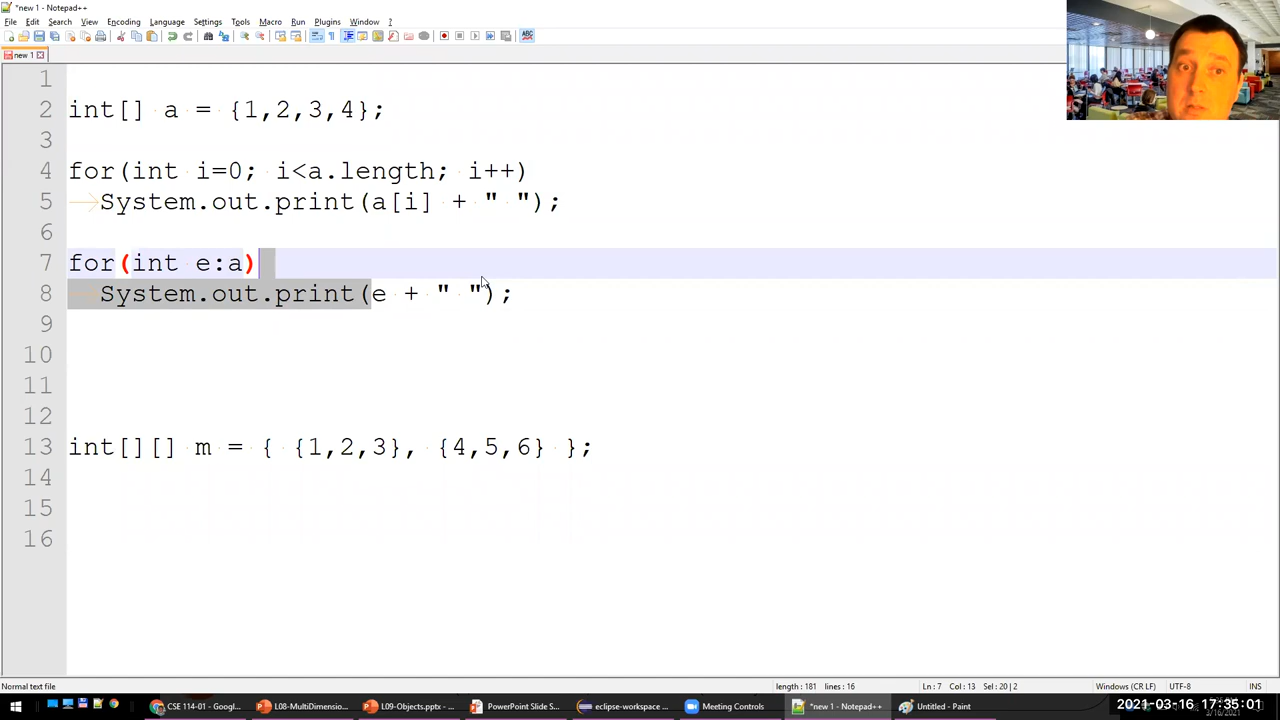 *new 1 - Notepad++
File Edit Search View Encoding Language Settings Tools Macro Run Plugins Window ?
new 1
1
2 int[] a = {1,2,3,4};
3
4 for(int i=0; i<a.length; i++)
5 System.out.print(a[i] + " ");
6
7 for(int e:a)
8 System.out.print(e + " ");
9
10
11
12
13 int[][] m = { {1,2,3}, {4,5,6} };
14
15
16
Normal text file length: 181 lines: 16 Ln: 7 Col: 13 Sel: 20 | 2 Windows (CR LF) UTF-8 INS
CSE 114-01 - Googl... L08-MultiDimensio... L09-Objects.pptx - ... PowerPoint Slide S... eclipse-workspace ... Meeting Controls *new 1 - Notepad++ Untitled - Paint 2021-03-16 17:35:01
3/16/2021